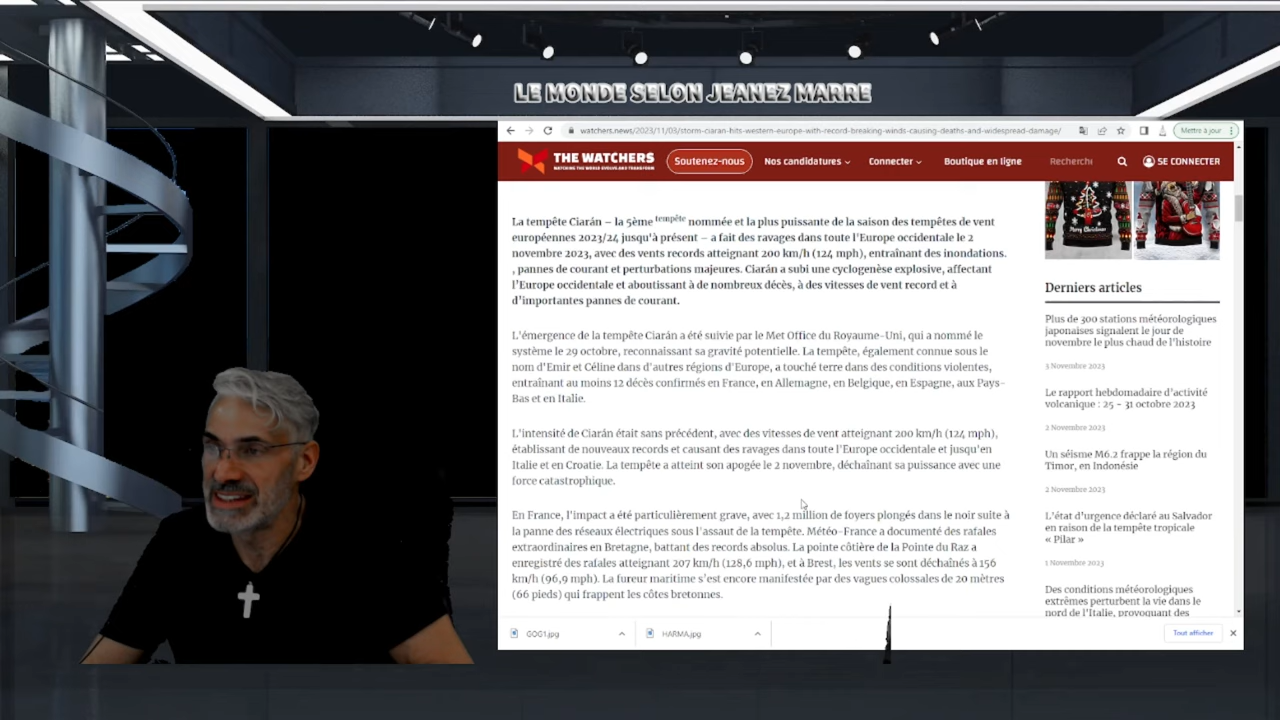 LE MONDE SELON JEANEZ MARRE
watchers.news/2023/11/03/storm-ciaran-hits-western-europe-with-record-breaking-winds-causing-deaths-and-widespread-damage/
Mettre à jour
THE WATCHERS
WATCHING THE WORLD EVOLVE AND TRANSFORM
Soutenez-nous
Nos candidatures
Connecter
Boutique en ligne
Recherch
SE CONNECTER
La tempête Ciarán – la 5ème tempête nommée et la plus puissante de la saison des tempêtes de vent
européennes 2023/24 jusqu'à présent – a fait des ravages dans toute l'Europe occidentale le 2
novembre 2023, avec des vents records atteignant 200 km/h (124 mph), entraînant des inondations.
, pannes de courant et perturbations majeures. Ciarán a subi une cyclogenèse explosive, affectant
l'Europe occidentale et aboutissant à de nombreux décès, à des vitesses de vent record et à
d'importantes pannes de courant.
L'émergence de la tempête Ciarán a été suivie par le Met Office du Royaume-Uni, qui a nommé le
système le 29 octobre, reconnaissant sa gravité potentielle. La tempête, également connue sous le
nom d'Emir et Céline dans d'autres régions d'Europe, a touché terre dans des conditions violentes,
entraînant au moins 12 décès confirmés en France, en Allemagne, en Belgique, en Espagne, aux Pays-
Bas et en Italie.
L'intensité de Ciarán était sans précédent, avec des vitesses de vent atteignant 200 km/h (124 mph),
établissant de nouveaux records et causant des ravages dans toute l'Europe occidentale et jusqu'en
Italie et en Croatie. La tempête a atteint son apogée le 2 novembre, déchaînant sa puissance avec une
force catastrophique.
En France, l'impact a été particulièrement grave, avec 1,2 million de foyers plongés dans le noir suite à
la panne des réseaux électriques sous l'assaut de la tempête. Météo-France a documenté des rafales
extraordinaires en Bretagne, battant des records absolus. La pointe côtière de la Pointe du Raz a
enregistré des rafales atteignant 207 km/h (128,6 mph), et à Brest, les vents se sont déchaînés à 156
km/h (96,9 mph). La fureur maritime s'est encore manifestée par des vagues colossales de 20 mètres
(66 pieds) qui frappent les côtes bretonnes.
Merry Christmas
Derniers articles
Plus de 300 stations météorologiques
japonaises signalent le jour de
novembre le plus chaud de l'histoire
3 Novembre 2023
Le rapport hebdomadaire d'activité
volcanique : 25 – 31 octobre 2023
2 Novembre 2023
Un séisme M6.2 frappe la région du
Timor, en Indonésie
2 Novembre 2023
L'état d'urgence déclaré au Salvador
en raison de la tempête tropicale
« Pilar »
1 Novembre 2023
Des conditions météorologiques
extrêmes perturbent la vie dans le
nord de l'Italie, provoquant des
GOG1.jpg
HARMA.jpg
Tout afficher